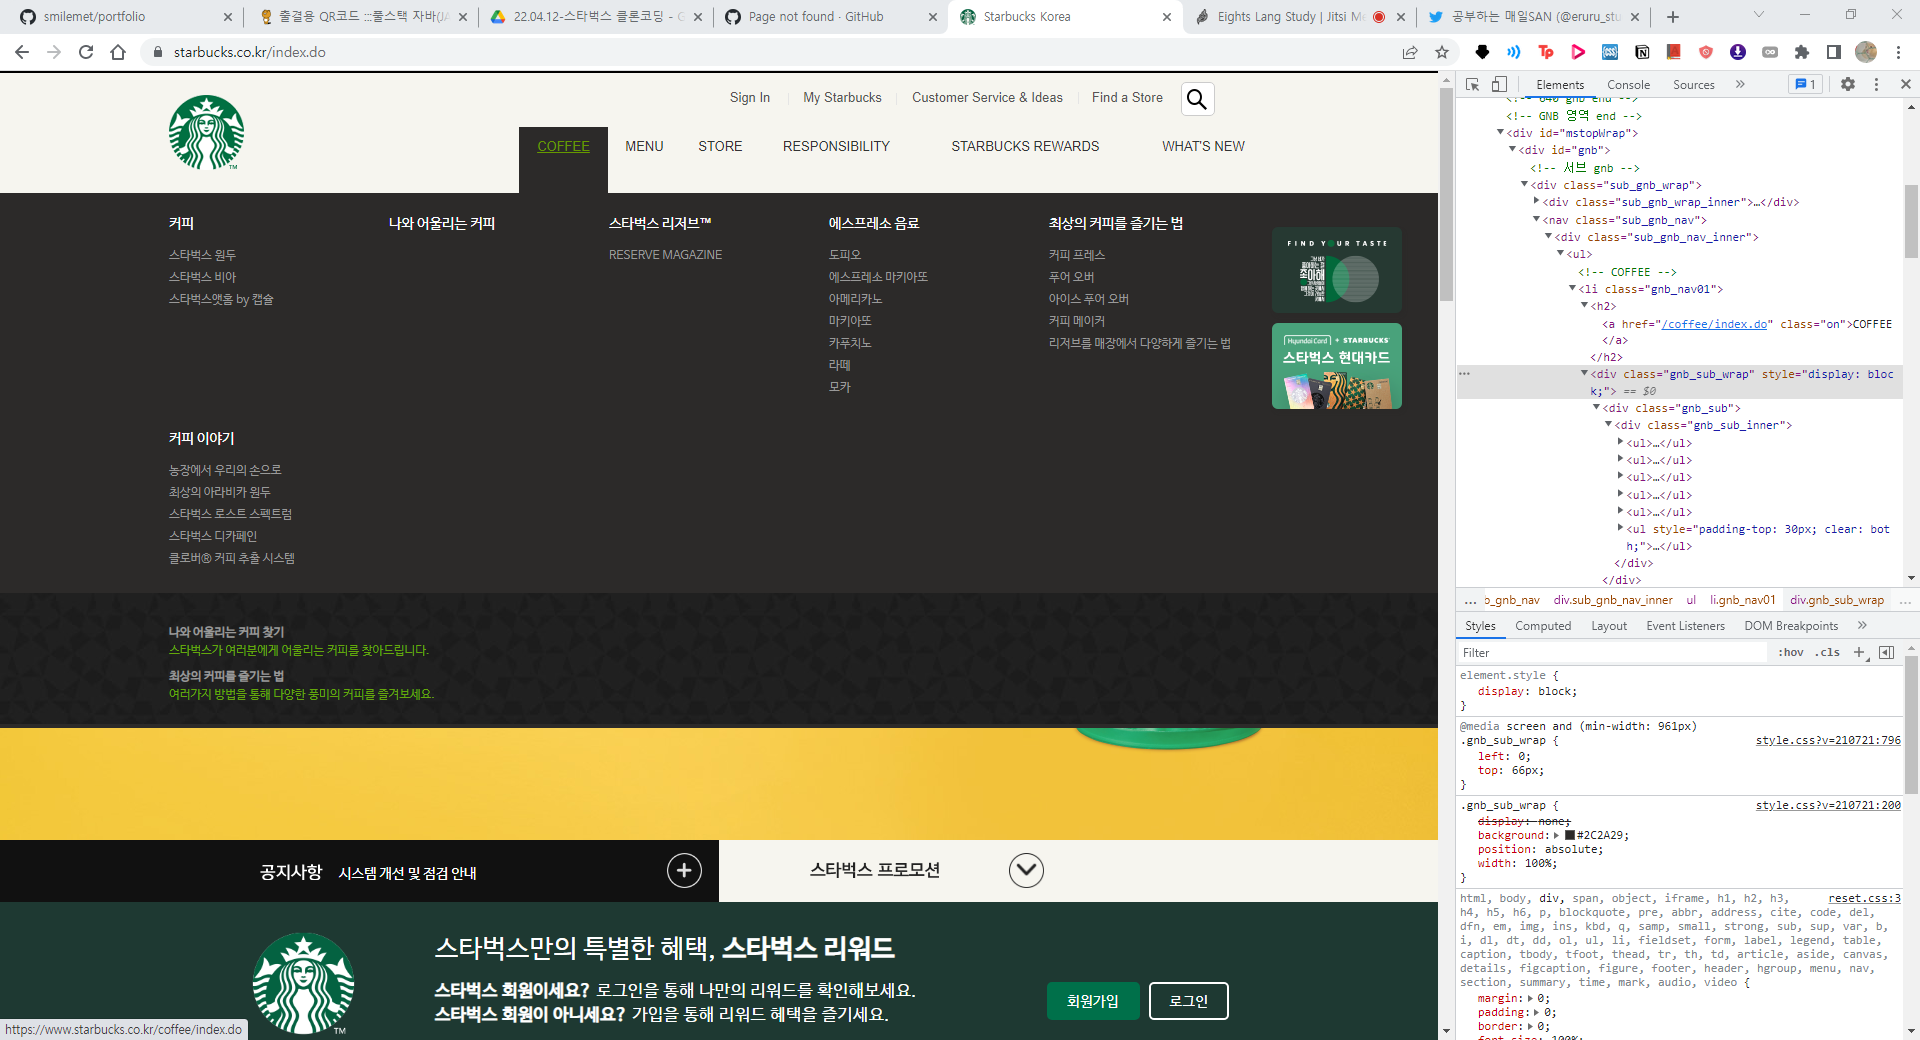 smilemet/portfolio
출결용 QR코드 :::풀스택 자바(JA
22.04.12-스타벅스 클론코딩 - G
Page not found · GitHub
Starbucks Korea
Eights Lang Study | Jitsi Me
공부하는 매일SAN (@eruru_stu
starbucks.co.kr/index.do
Sign In
My Starbucks
Customer Service & Ideas
Find a Store
COFFEE
MENU
STORE
RESPONSIBILITY
STARBUCKS REWARDS
WHAT'S NEW
커피
스타벅스 원두
스타벅스 비아
스타벅스앳홈 by 캡슐
나와 어울리는 커피
스타벅스 리저브™
RESERVE MAGAZINE
에스프레소 음료
도피오
에스프레소 마키아또
아메리카노
마키아또
카푸치노
라떼
모카
최상의 커피를 즐기는 법
커피 프레스
푸어 오버
아이스 푸어 오버
커피 메이커
리저브를 매장에서 다양하게 즐기는 법
FIND YOUR TASTE
좋아해
HyundaiCard + STARBUCKS
스타벅스 현대카드
커피 이야기
농장에서 우리의 손으로
최상의 아라비카 원두
스타벅스 로스트 스펙트럼
스타벅스 디카페인
클로버® 커피 추출 시스템
나와 어울리는 커피 찾기
스타벅스가 여러분에게 어울리는 커피를 찾아드립니다.
최상의 커피를 즐기는 법
여러가지 방법을 통해 다양한 풍미의 커피를 즐겨보세요.
공지사항 시스템 개선 및 점검 안내
스타벅스 프로모션
스타벅스만의 특별한 혜택, 스타벅스 리워드
스타벅스 회원이세요? 로그인을 통해 나만의 리워드를 확인해보세요.
스타벅스 회원이 아니세요? 가입을 통해 리워드 혜택을 즐기세요.
회원가입
로그인
TM
https://www.starbucks.co.kr/coffee/index.do
Elements
Console
Sources
»
1
<!-- 640 gnb end -->
<!-- GNB 영역 end -->
<div id="mstopWrap">
<div id="gnb">
<!-- 서브 gnb -->
<div class="sub_gnb_wrap">
<div class="sub_gnb_wrap_inner">…</div>
<nav class="sub_gnb_nav">
<div class="sub_gnb_nav_inner">
<ul>
<!-- COFFEE -->
<li class="gnb_nav01">
<h2>
<a href="/coffee/index.do" class="on">COFFEE
</a>
</h2>
<div class="gnb_sub_wrap" style="display: bloc
k;"> == $0
<div class="gnb_sub">
<div class="gnb_sub_inner">
<ul>…</ul>
<ul>…</ul>
<ul>…</ul>
<ul>…</ul>
<ul>…</ul>
<ul style="padding-top: 30px; clear: bot
h;">…</ul>
</div>
</div>
... b_gnb_nav div.sub_gnb_nav_inner ul li.gnb_nav01 div.gnb_sub_wrap ...
Styles
Computed
Layout
Event Listeners
DOM Breakpoints
»
Filter
:hov .cls +
element.style {
display: block;
}
@media screen and (min-width: 961px)
.gnb_sub_wrap { style.css?v=210721:796
left: 0;
top: 66px;
}
.gnb_sub_wrap { style.css?v=210721:200
display: none;
background: #2C2A29;
position: absolute;
width: 100%;
}
html, body, div, span, object, iframe, h1, h2, h3, reset.css:3
h4, h5, h6, p, blockquote, pre, abbr, address, cite, code, del,
dfn, em, img, ins, kbd, q, samp, small, strong, sub, sup, var, b,
i, dl, dt, dd, ol, ul, li, fieldset, form, label, legend, table,
caption, tbody, tfoot, thead, tr, th, td, article, aside, canvas,
details, figcaption, figure, footer, header, hgroup, menu, nav,
section, summary, time, mark, audio, video {
margin: 0;
padding: 0;
border: 0;
font-size: 100%;